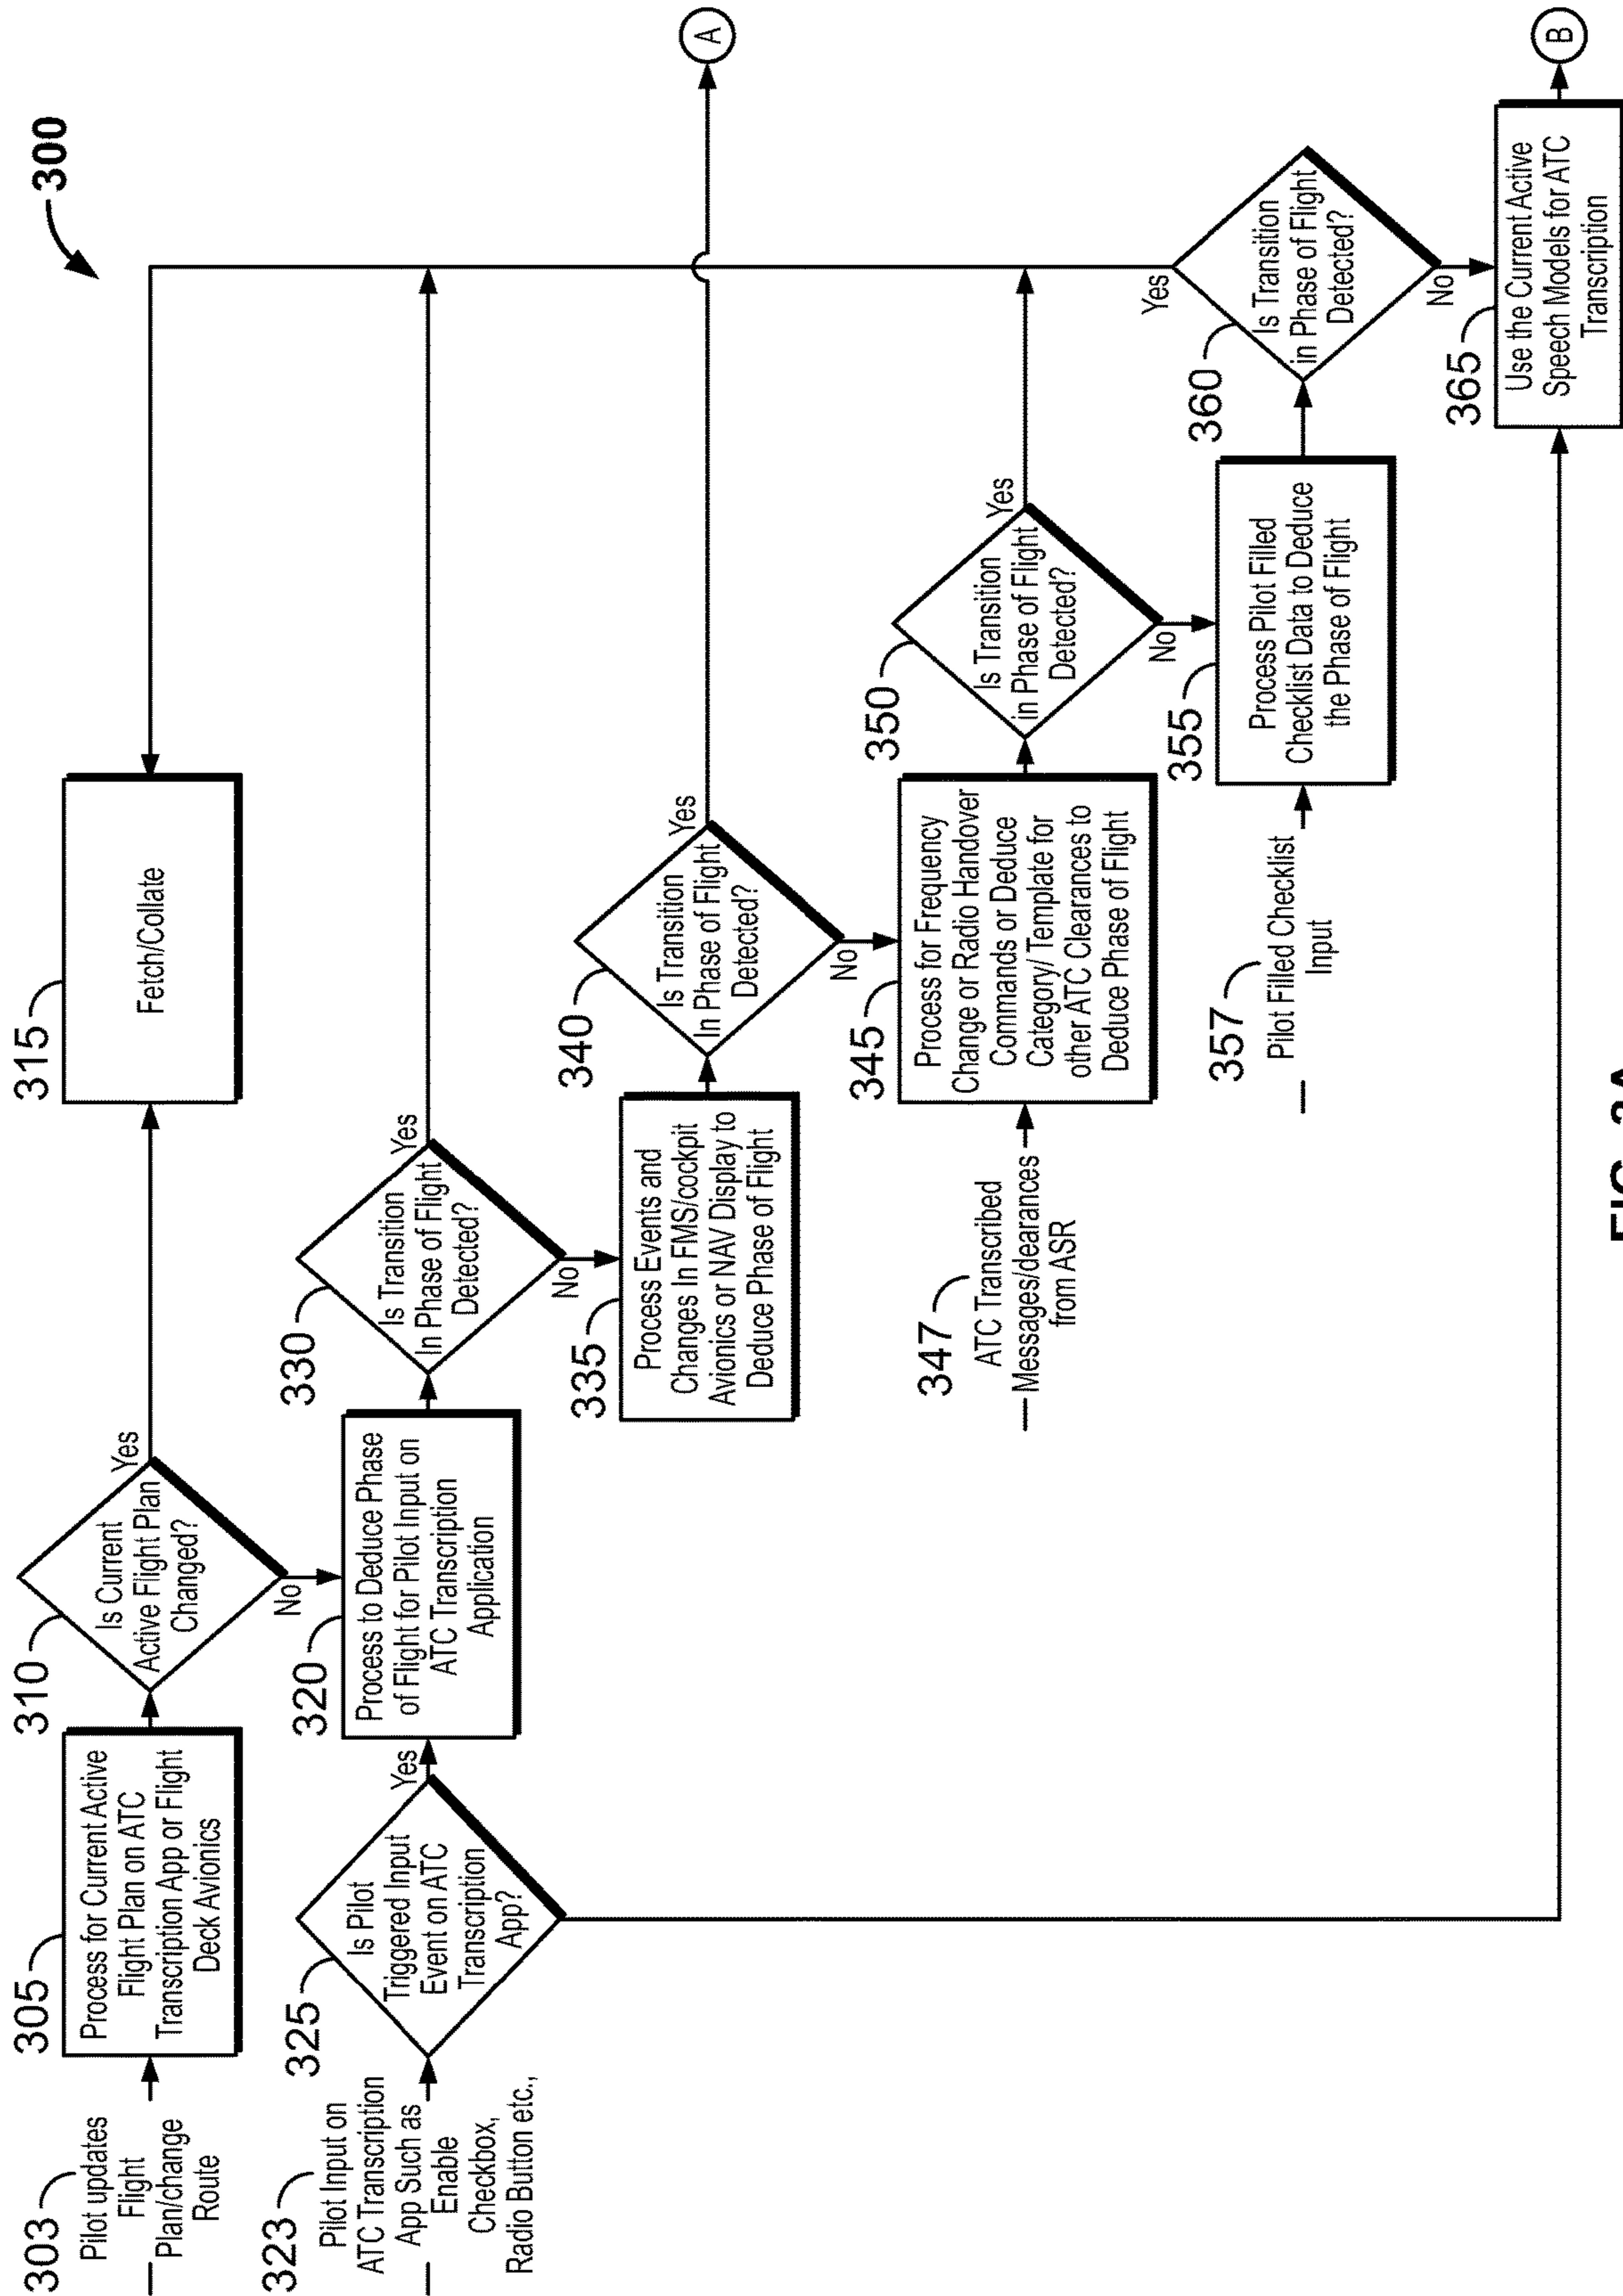 300
303
Pilot updates
Flight
Plan/change
Route
305
Process for Current Active
Flight Plan on ATC
Transcription App or Flight
Deck Avionics
310
Is Current
Active Flight Plan
Changed?
Yes
No
315
Fetch/Collate
323
Pilot Input on
ATC Transcription
App Such as
Enable
Checkbox,
Radio Button etc.,
325
Is Pilot
Triggered Input
Event on ATC
Transcription
App?
Yes
320
Process to Deduce Phase
of Flight for Pilot Input on
ATC Transcription
Application
330
Is Transition
In Phase of Flight
Detected?
Yes
No
335
Process Events and
Changes In FMS/cockpit
Avionics or NAV Display to
Deduce Phase of Flight
340
Is Transition
In Phase of Flight
Detected?
Yes
No
A
347
ATC Transcribed
Messages/clearances
from ASR
345
Process for Frequency
Change or Radio Handover
Commands or Deduce
Category/ Template for
other ATC Clearances to
Deduce Phase of Flight
350
Is Transition
in Phase of Flight
Detected?
Yes
No
357
Pilot Filled Checklist
Input
355
Process Pilot Filled
Checklist Data to Deduce
the Phase of Flight
360
Is Transition
in Phase of Flight
Detected?
Yes
No
365
Use the Current Active
Speech Models for ATC
Transcription
B